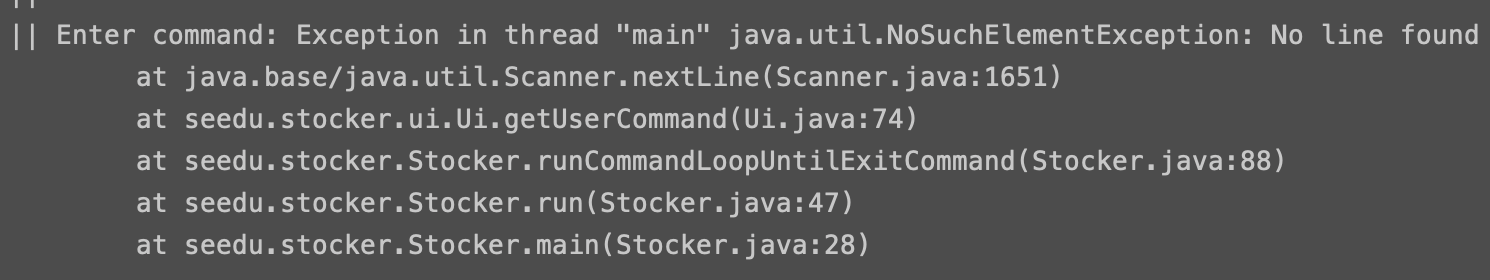 ||
|| Enter command: Exception in thread "main" java.util.NoSuchElementException: No line found
at java.base/java.util.Scanner.nextLine(Scanner.java:1651)
at seedu.stocker.ui.Ui.getUserCommand(Ui.java:74)
at seedu.stocker.Stocker.runCommandLoopUntilExitCommand(Stocker.java:88)
at seedu.stocker.Stocker.run(Stocker.java:47)
at seedu.stocker.Stocker.main(Stocker.java:28)